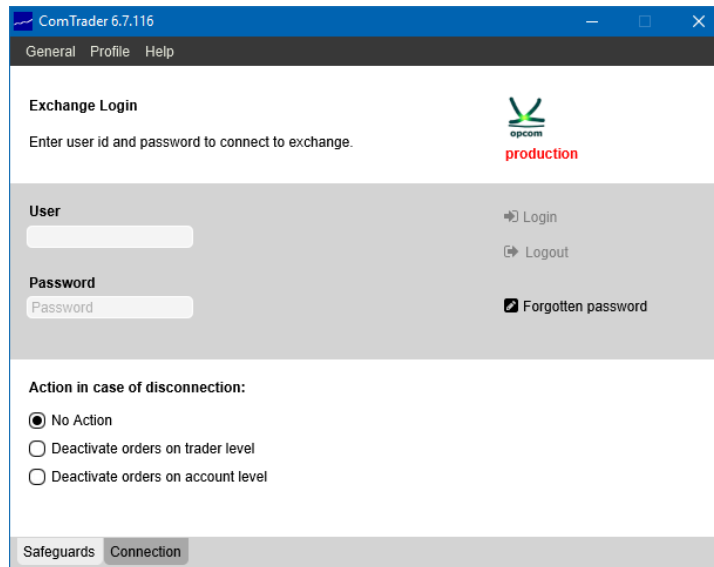 ComTrader 6.7.116
General Profile Help
Exchange Login
Enter user id and password to connect to exchange.
opcom
production
User
Login
Logout
Password
Password
Forgotten password
Action in case of disconnection:
No Action
Deactivate orders on trader level
Deactivate orders on account level
Safeguards Connection